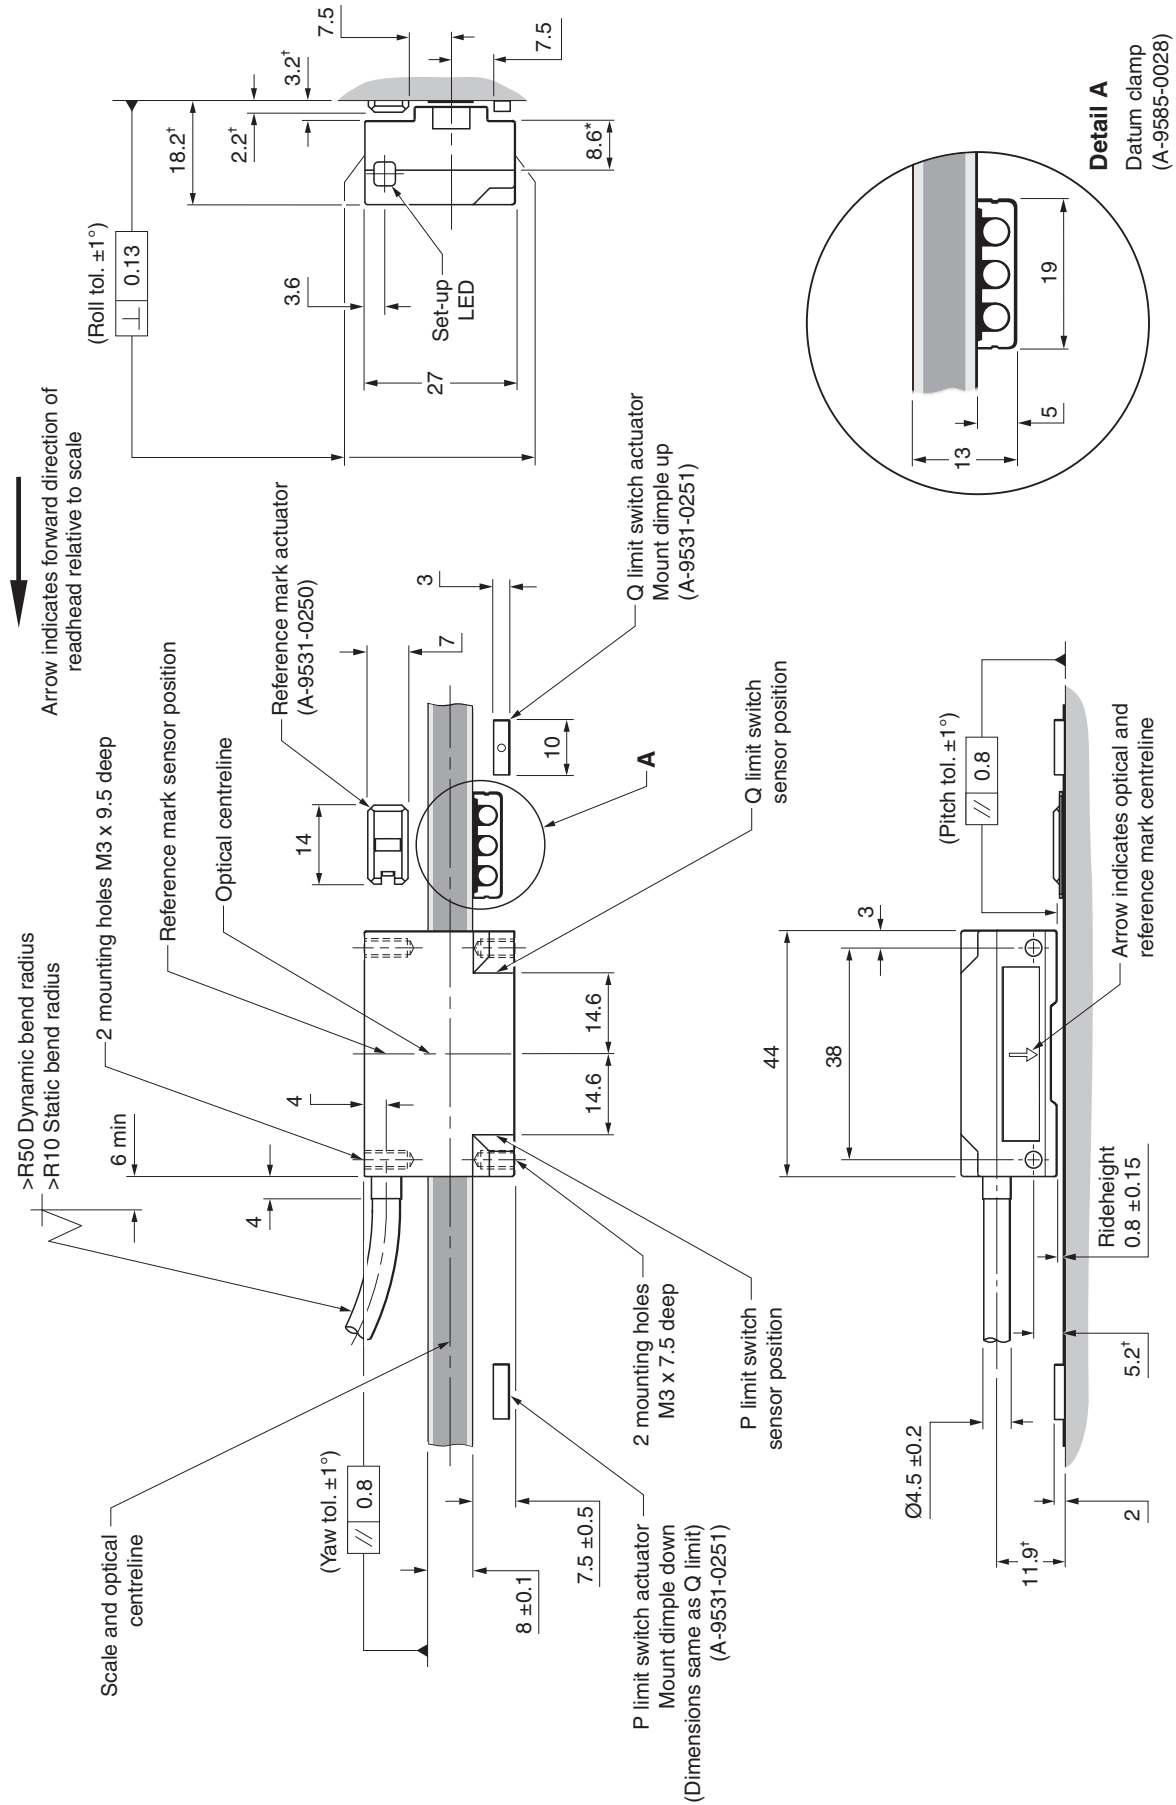 Arrow indicates forward direction of
readhead relative to scale
>R50 Dynamic bend radius
>R10 Static bend radius
2 mounting holes M3 x 9.5 deep
Reference mark sensor position
Optical centreline
Reference mark actuator
(A-9531-0250)
Scale and optical
centreline
6 min
4
4
14
7
3
10
(Yaw tol. ±1°)
// 0.8
8 ±0.1
7.5 ±0.5
14.6
14.6
A
Q limit switch actuator
Mount dimple up
(A-9531-0251)
P limit switch actuator
Mount dimple down
(Dimensions same as Q limit)
(A-9531-0251)
2 mounting holes
M3 x 7.5 deep
P limit switch
sensor position
Q limit switch
sensor position
(Roll tol. ±1°)
⊥ 0.13
18.2†
2.2†
3.2†
7.5
7.5
3.6
27
Set-up
LED
8.6*
44
38
3
(Pitch tol. ±1°)
// 0.8
Ø4.5 ±0.2
11.9†
2
5.2†
Rideheight
0.8 ±0.15
Arrow indicates optical and
reference mark centreline
13
5
19
Detail A
Datum clamp
(A-9585-0028)